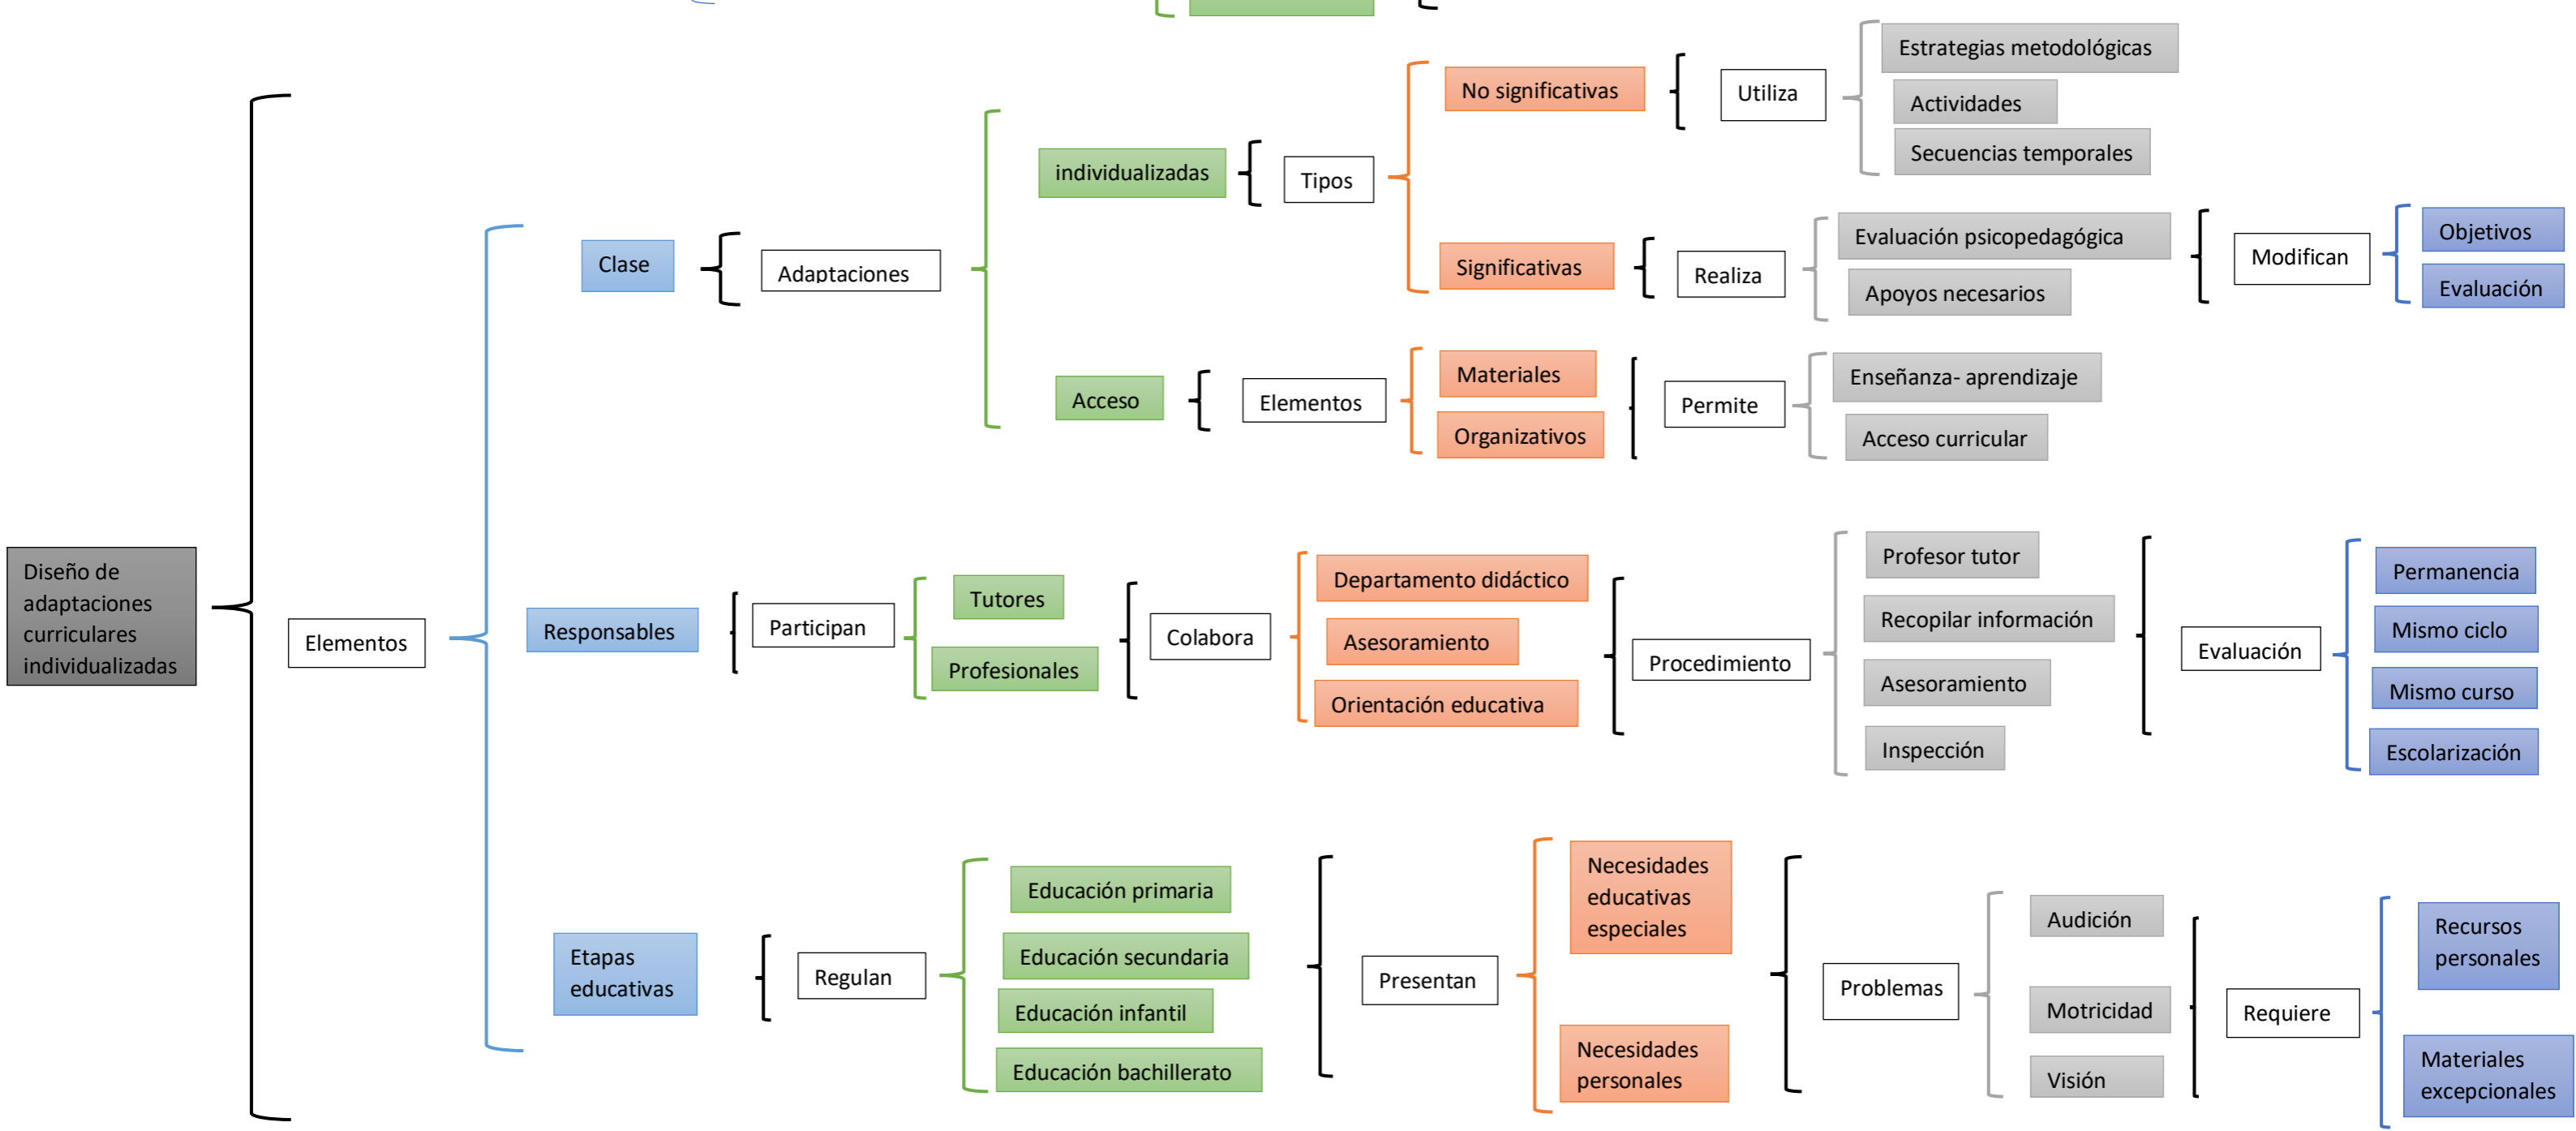 Diseño de
adaptaciones
curriculares
individualizadas
Elementos
Clase
Adaptaciones
individualizadas
Tipos
No significativas
Utiliza
Estrategias metodológicas
Actividades
Secuencias temporales
Significativas
Realiza
Evaluación psicopedagógica
Apoyos necesarios
Modifican
Objetivos
Evaluación
Acceso
Elementos
Materiales
Organizativos
Permite
Enseñanza- aprendizaje
Acceso curricular
Responsables
Participan
Tutores
Profesionales
Colabora
Departamento didáctico
Asesoramiento
Orientación educativa
Procedimiento
Profesor tutor
Recopilar información
Asesoramiento
Inspección
Evaluación
Permanencia
Mismo ciclo
Mismo curso
Escolarización
Etapas
educativas
Regulan
Educación primaria
Educación secundaria
Educación infantil
Educación bachillerato
Presentan
Necesidades
educativas
especiales
Necesidades
personales
Problemas
Audición
Motricidad
Visión
Requiere
Recursos
personales
Materiales
excepcionales